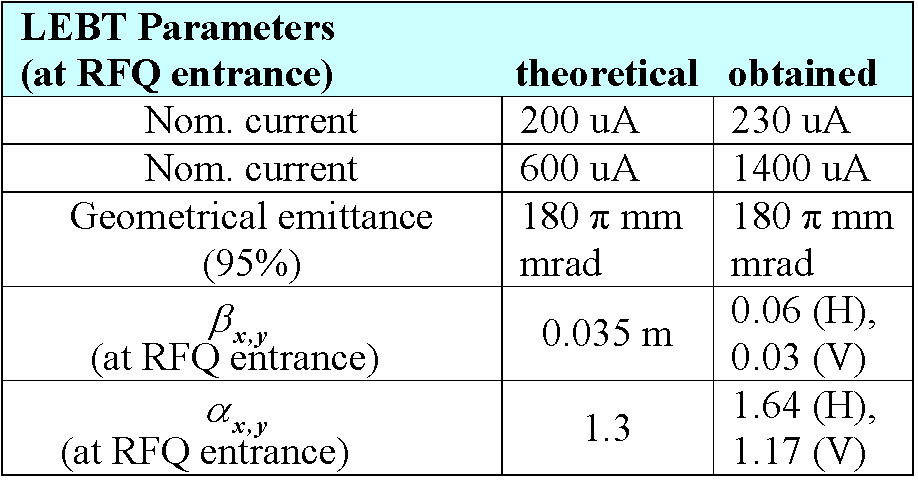 LEBT Parameters
(at RFQ entrance) theoretical obtained
Nom. current 200 uA 230 uA
Nom. current 600 uA 1400 uA
Geometrical emittance 180 π mm 180 π mm
(95%) mrad mrad
βx,y 0.035 m 0.06 (H),
(at RFQ entrance) 0.03 (V)
αx,y 1.3 1.64 (H),
(at RFQ entrance) 1.17 (V)